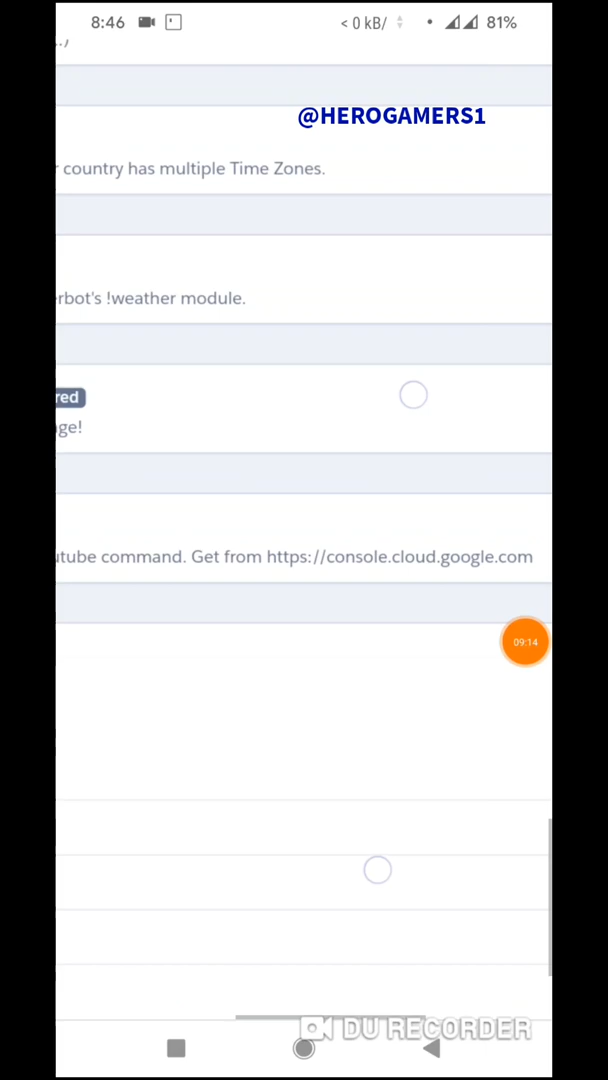 8:46
< 0 kB/
81%
..)
@HEROGAMERS1
country has multiple Time Zones.
rbot's !weather module.
red
ge!
utube command. Get from https://console.cloud.google.com
09:14
DU RECORDER